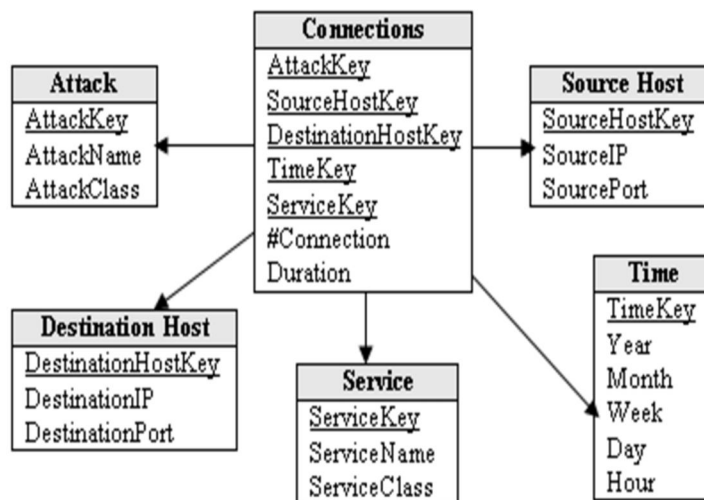 Connections
AttackKey
SourceHostKey
DestinationHostKey
TimeKey
ServiceKey
#Connection
Duration
Attack
AttackKey
AttackName
AttackClass
Source Host
SourceHostKey
SourceIP
SourcePort
Destination Host
DestinationHostKey
DestinationIP
DestinationPort
Service
ServiceKey
ServiceName
ServiceClass
Time
TimeKey
Year
Month
Week
Day
Hour